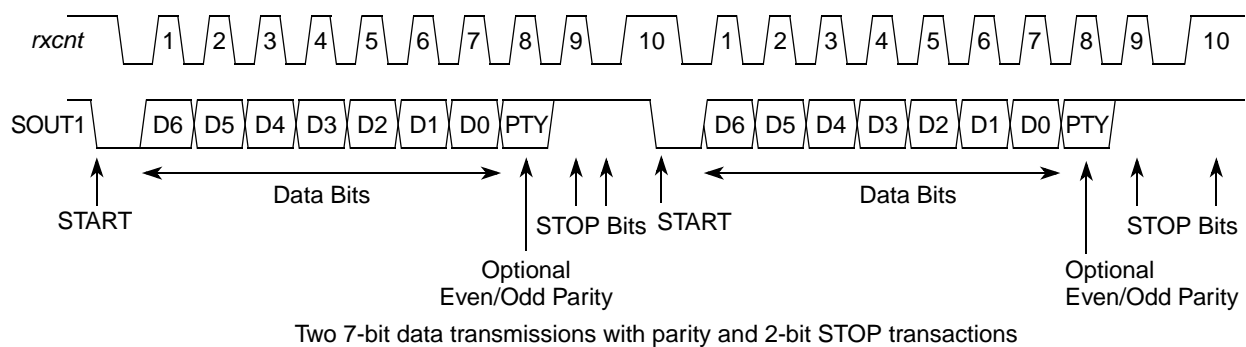 rxcnt 1 2 3 4 5 6 7 8 9 10 1 2 3 4 5 6 7 8 9 10
SOUT1 D6 D5 D4 D3 D2 D1 D0 PTY D6 D5 D4 D3 D2 D1 D0 PTY
Data Bits Data Bits
START STOP Bits START STOP Bits
Optional Optional
Even/Odd Parity Even/Odd Parity
Two 7-bit data transmissions with parity and 2-bit STOP transactions